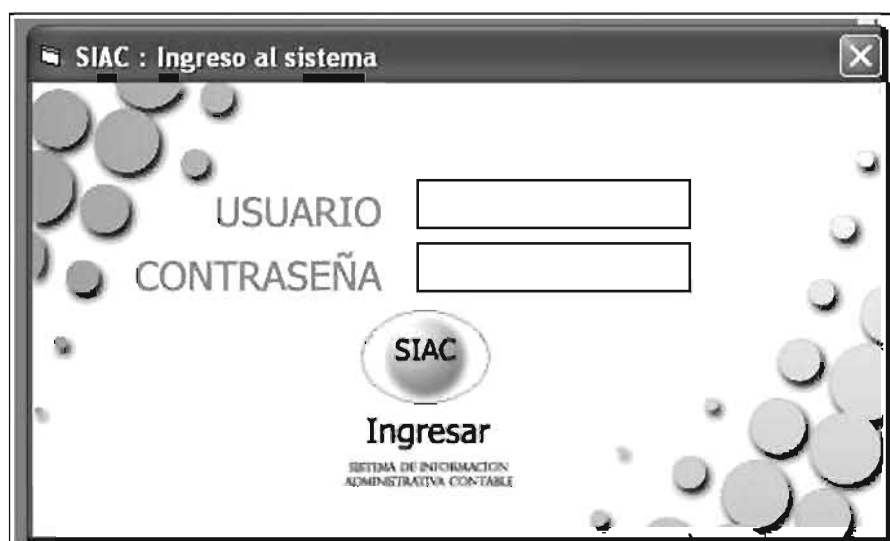 SIAC : Ingreso al sistema
USUARIO
CONTRASEÑA
SIAC
Ingresar
SISTEMA DE INFORMACION
ADMINISTRATIVA CONTABLE